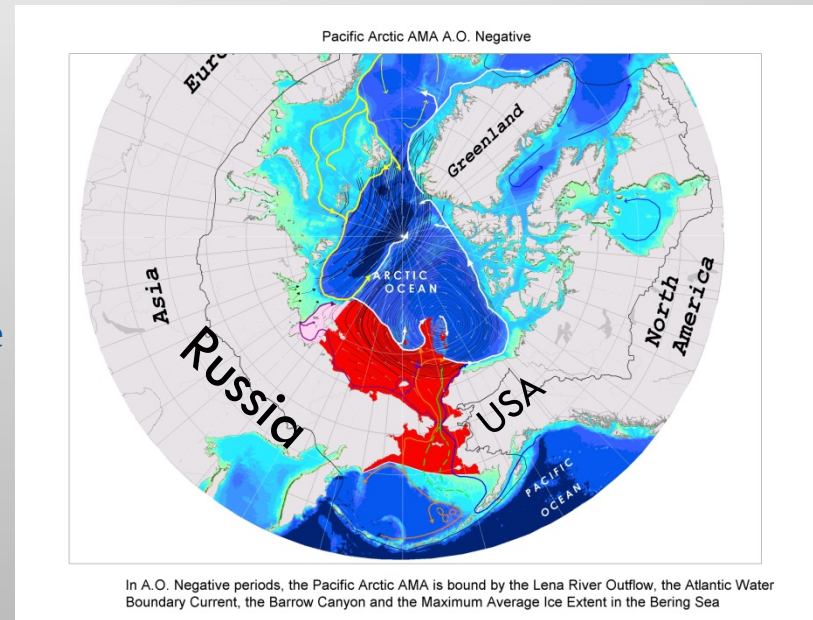 Pacific Arctic AMA A.O. Negative
Greenland
ARCTIC
OCEAN
Asia
North
America
Russia
USA
PACIFIC
OCEAN
In A.O. Negative periods, the Pacific Arctic AMA is bound by the Lena River Outflow, the Atlantic Water
Boundary Current, the Barrow Canyon and the Maximum Average Ice Extent in the Bering Sea